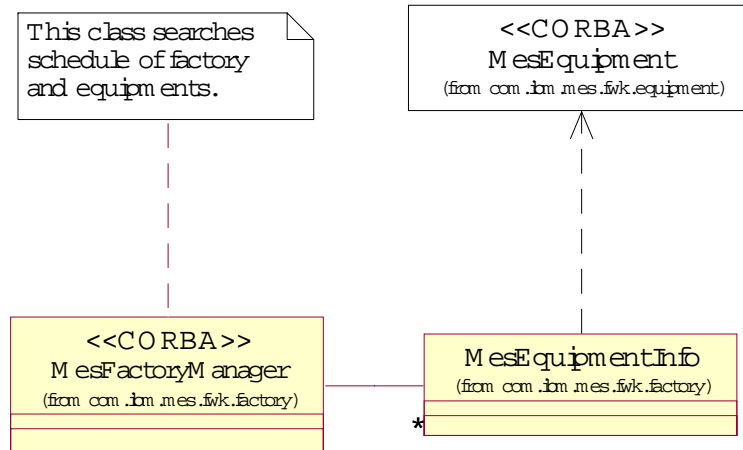 This class searches
schedule of factory
and equipments.
<<CORBA>>
MesEquipment
(from com.ibm.mes.fwk.equipment)
<<CORBA>>
MesFactoryManager
(from com.ibm.mes.fwk.factory)
MesEquipmentInfo
(from com.ibm.mes.fwk.factory)
*